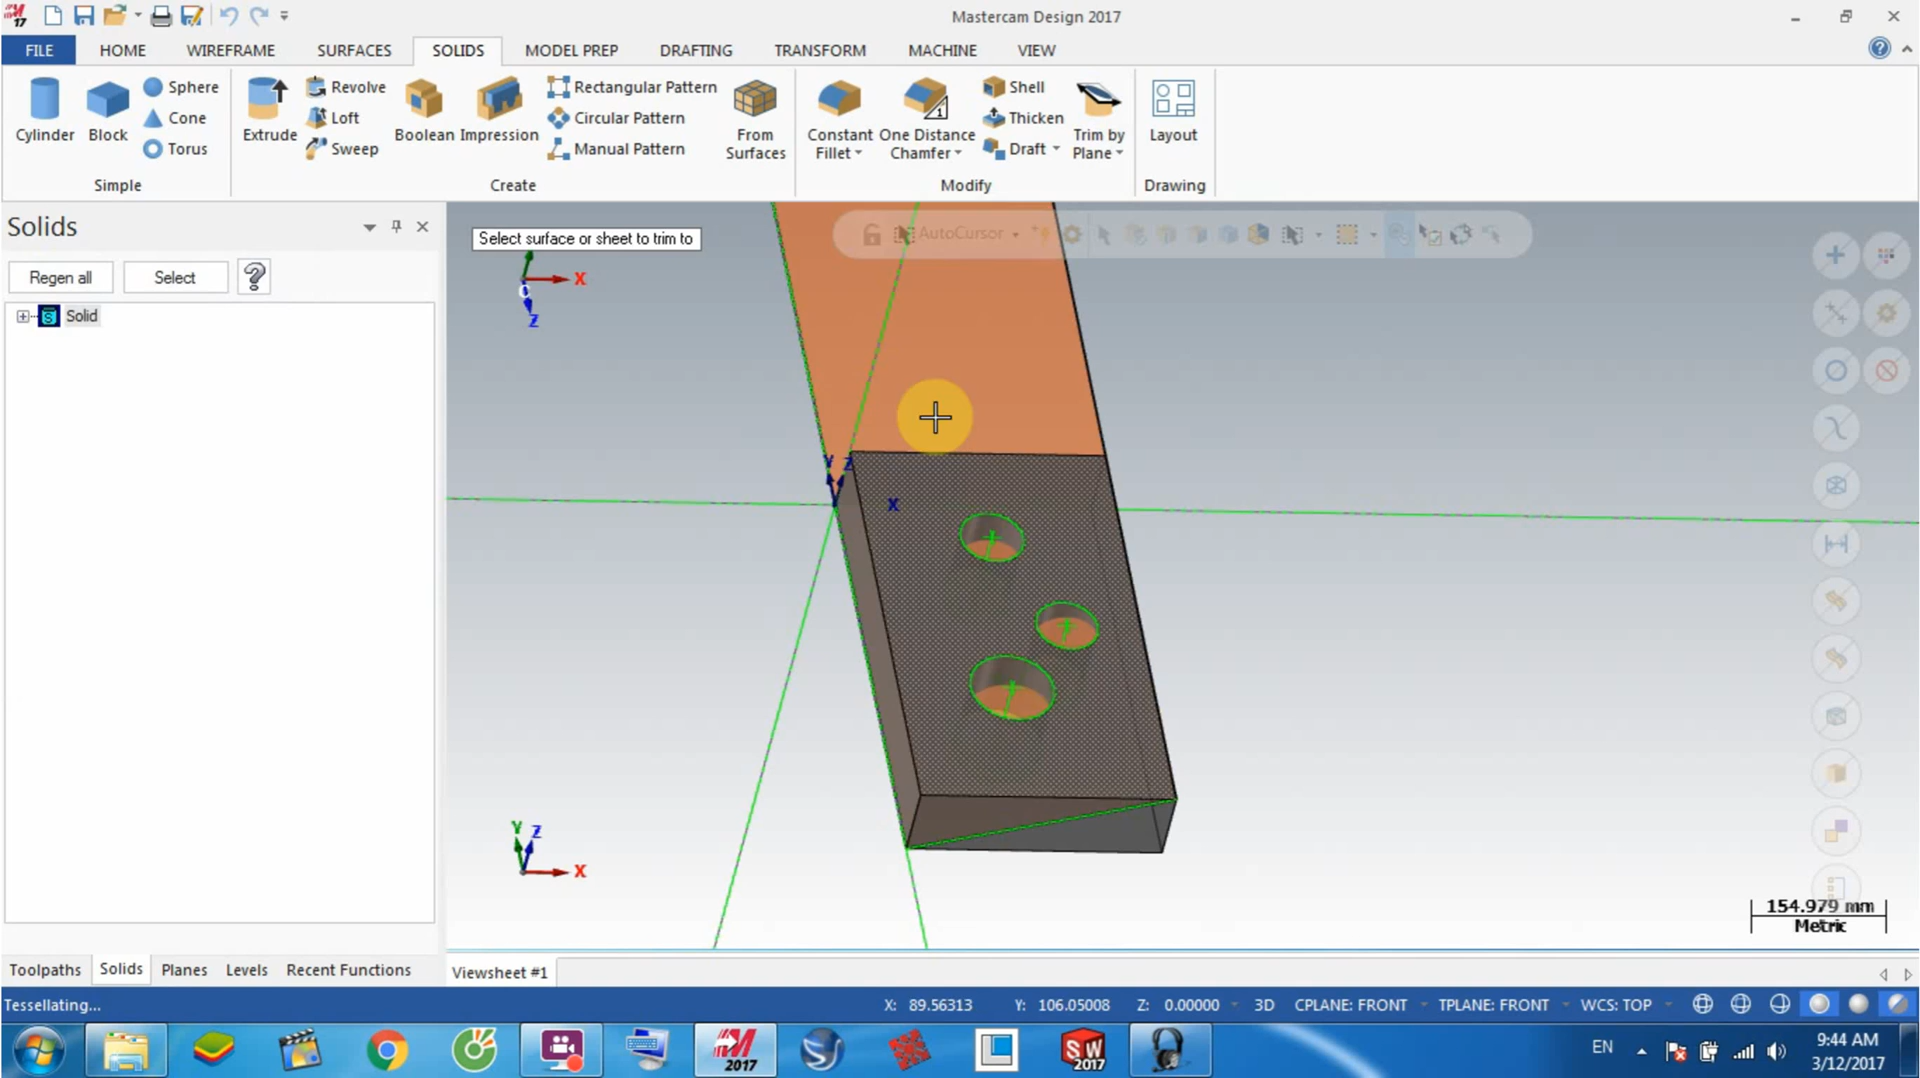 17
Mastercam Design 2017
FILE HOME WIREFRAME SURFACES SOLIDS MODEL PREP DRAFTING TRANSFORM MACHINE VIEW
Cylinder
Block
Sphere
Cone
Torus
Simple
Extrude
Revolve
Loft
Sweep
Boolean
Impression
Rectangular Pattern
Circular Pattern
Manual Pattern
From
Surfaces
Create
Constant
Fillet
One Distance
Chamfer
Shell
Thicken
Draft
Trim by
Plane
Modify
Layout
Drawing
Solids
Regen all Select ?
Solid
Select surface or sheet to trim to
AutoCursor
X
Z
Y Z
X
Y Z
X
154.979 mm
Metric
Toolpaths Solids Planes Levels Recent Functions
Viewsheet #1
Tessellating...
X: 89.56313 Y: 106.05008 Z: 0.00000 3D CPLANE: FRONT TPLANE: FRONT WCS: TOP
2017
SW
2017
EN
9:44 AM
3/12/2017